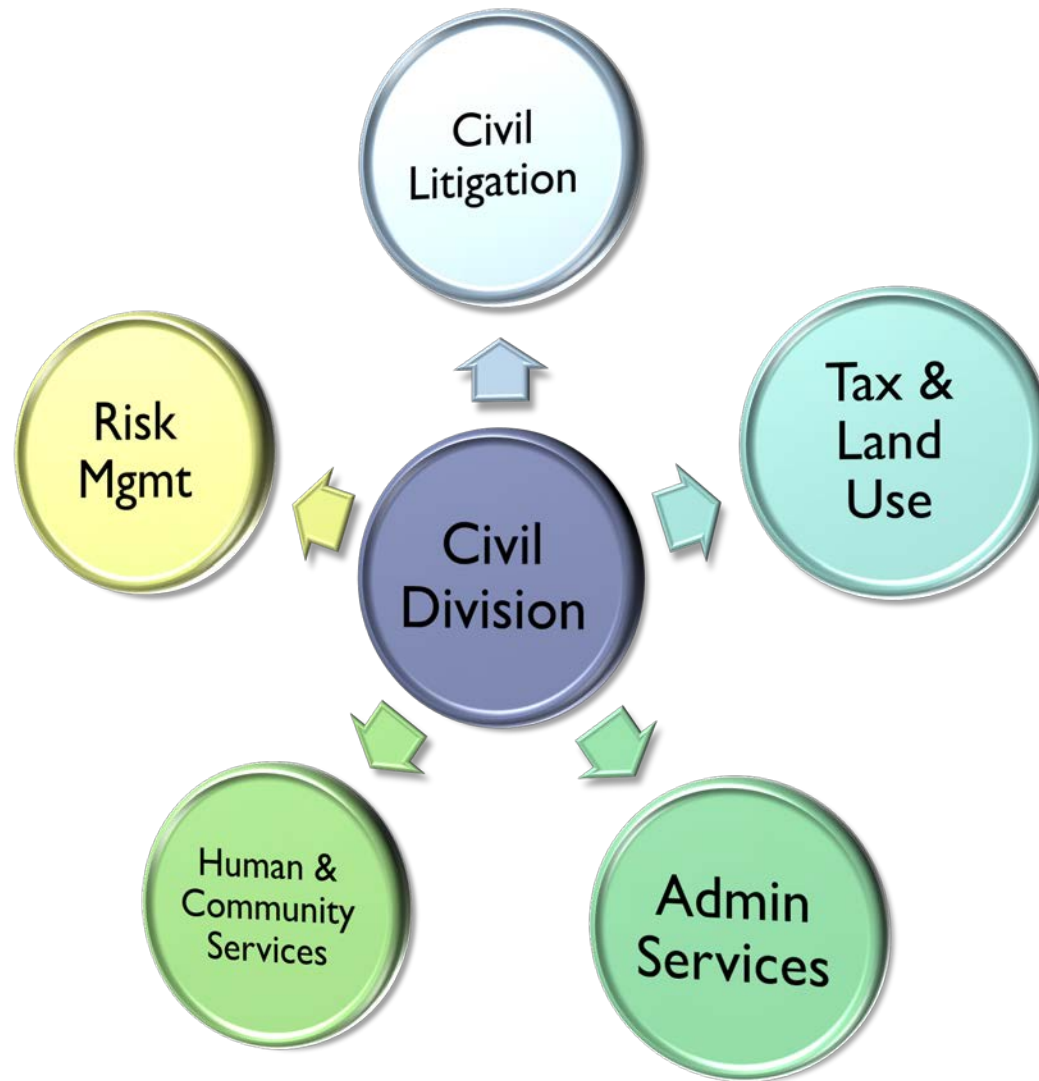 Civil
Litigation
Risk
Mgmt
Tax &
Land
Use
Civil
Division
Human &
Community
Services
Admin
Services